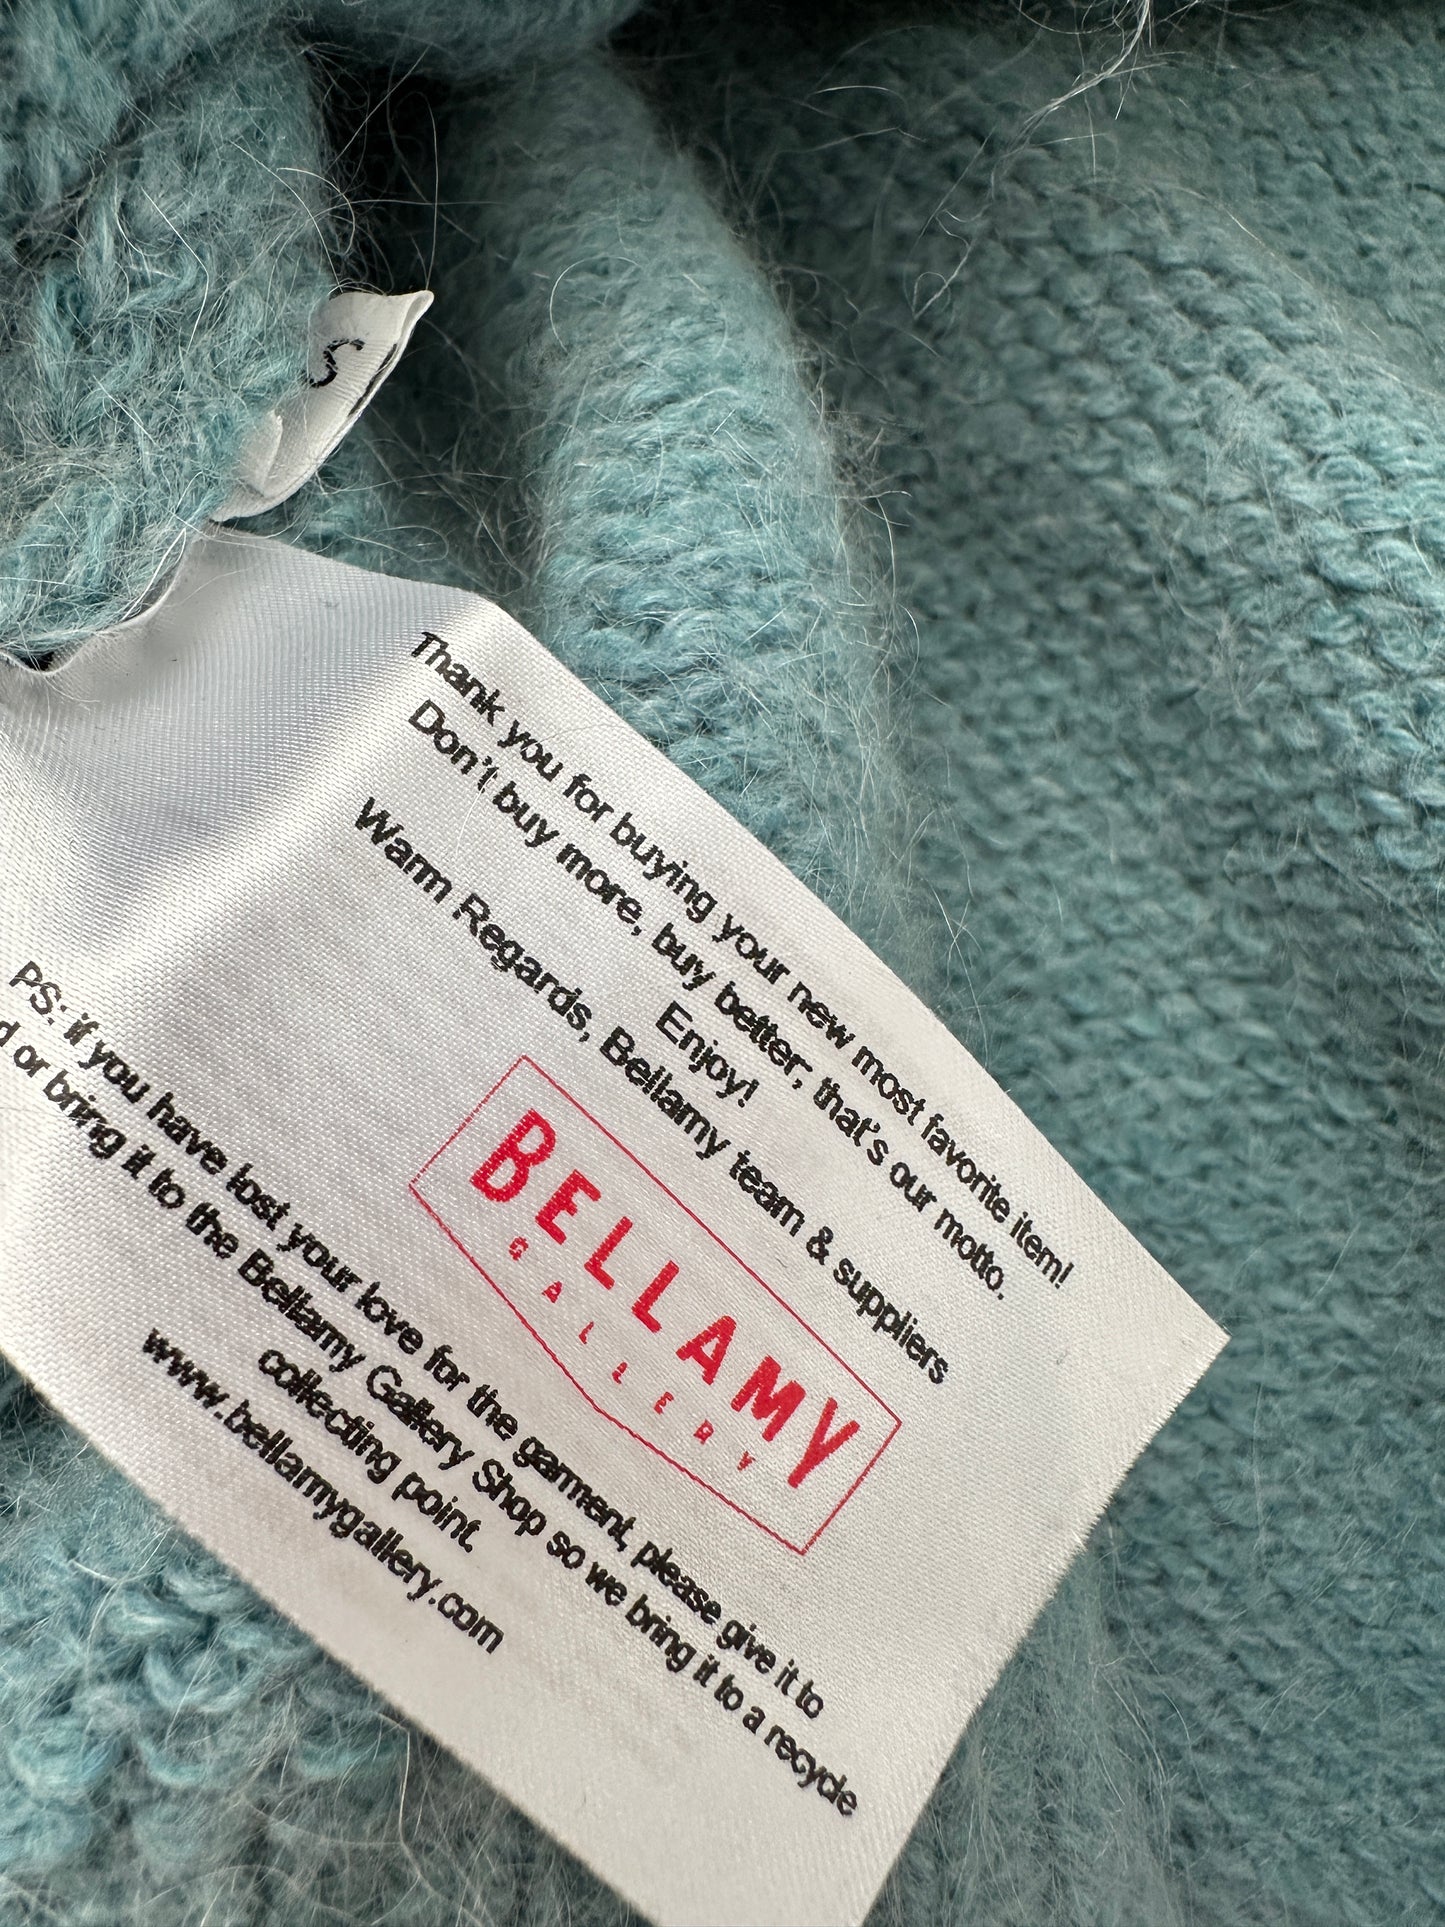 S
Thank you for buying your new most favorite item!
Don't buy more, buy better, that's our motto.
Enjoy!
Warm Regards, Bellamy team & suppliers
BELLAMY
GALLERY
PS: if you have lost your love for the garment, please give it to
or bring it to the Bellamy Gallery Shop so we bring it to a recycle
collecting point.
www.bellamygallery.com